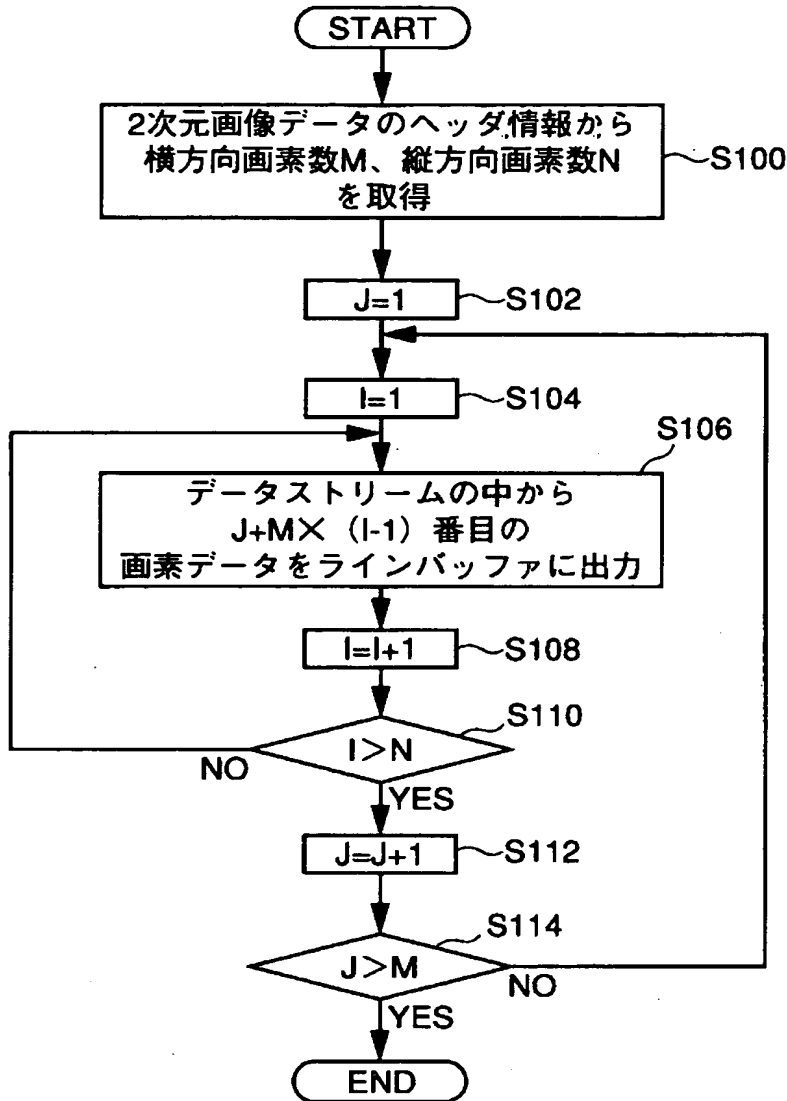 START
2次元画像データのヘッダ情報から
横方向画素数M、縦方向画素数N
を取得
S100
J=1
S102
I=1
S104
S106
データストリームの中から
J+M×（I-1）番目の
画素データをラインバッファに出力
I=I+1
S108
S110
I>N
NO
YES
J=J+1
S112
S114
J>M
NO
YES
END